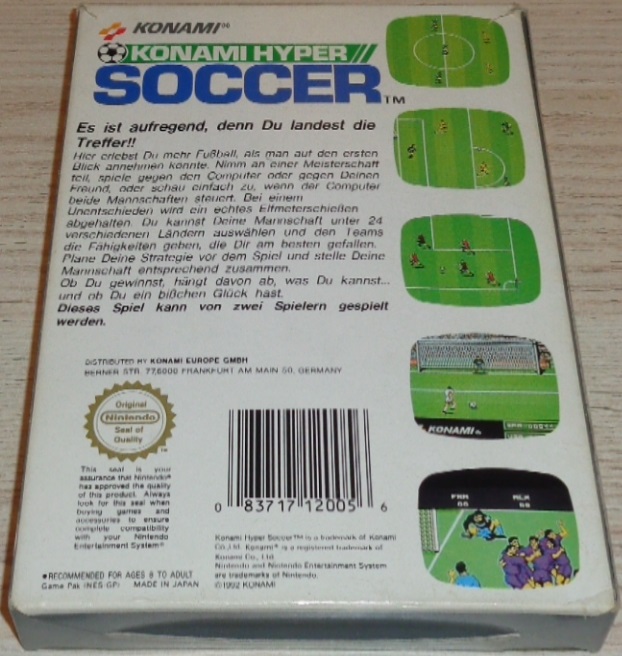 KONAMI®
KONAMI HYPER
SOCCER™
Es ist aufregend, denn Du landest die
Treffer!!
Hier erlebst Du mehr Fußball, als man auf den ersten
Blick annehmen könnte. Nimm an einer Meisterschaft
teil, spiele gegen den Computer oder gegen Deinen
Freund, oder schau einfach zu, wenn der Computer
beide Mannschaften steuert. Bei einem
Unentschieden wird ein echtes Elfmeterschießen
abgehalten. Du kannst Deine Mannschaft unter 24
verschiedenen Ländern auswählen und den Teams
die Fähigkeiten geben, die Dir am besten gefallen.
Plane Deine Strategie vor dem Spiel und stelle Deine
Mannschaft entsprechend zusammen.
Ob Du gewinnst, hängt davon ab, was Du kannst...
und ob Du ein bißchen Glück hast.
Dieses Spiel kann von zwei Spielern gespielt
werden.
DISTRIBUTED BY KONAMI EUROPE GMBH
BERNER STR. 77,6000 FRANKFURT AM MAIN 50, GERMANY
Original
Nintendo
Seal of
Quality
TM
This seal is your
assurance that Nintendo®
has approved the quality
of this product. Always
look for this seal when
buying games and
accessories to ensure
complete compatibility
with your Nintendo
Entertainment System®
0 83717 12005 6
Konami Hyper Soccer™ is a trademark of Konami
Co., Ltd. Konami® is a registered trademark of
Konami Co., Ltd.
Nintendo and Nintendo Entertainment System
are trademarks of Nintendo.
©1992 KONAMI
•RECOMMENDED FOR AGES 8 TO ADULT
Game Pak (NES-GP) MADE IN JAPAN
KONAMI